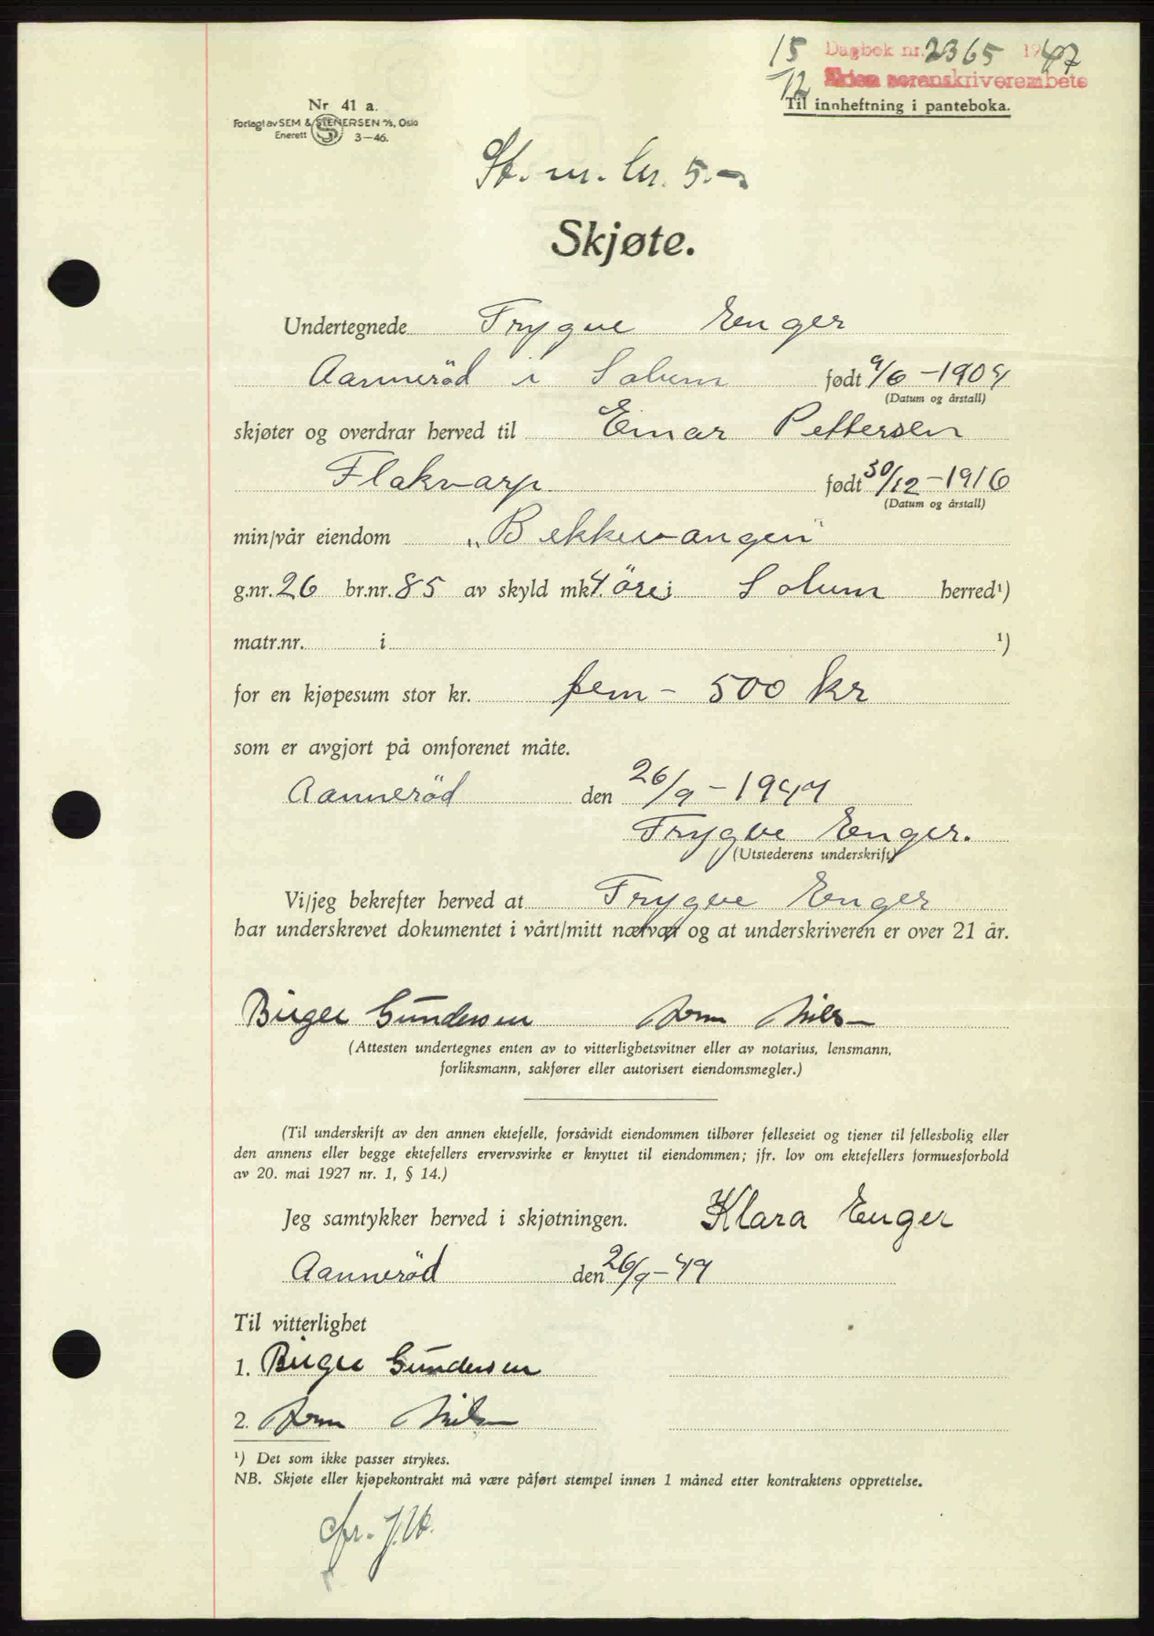 15/12 Dagbok nr. 2365 1947
Skien sorenskriverembete
Til innheftning i panteboka.
Nr 41 a.
Forlagt av SEM & STENERSEN A/S, Oslo
Enerett S 3-46.
St. m. kr. 5.-
Skjøte.
Undertegnede Trygve Enger
Aannerød i Solum født 9/6-1909
(Datum og årstall)
skjøter og overdrar herved til Einar Pettersen
Flakvarp født 30/12-1916
(Datum og årstall)
min/vår eiendom "Bekkevangen"
g.nr. 26 br.nr. 85 av skyld mk 4 öre i Solum herred¹)
matr.nr. i ¹)
for en kjøpesum stor kr. fem - 500 kr
som er avgjort på omforenet måte.
Aanneröd den 26/9-1947
Trygve Enger.
(Utstederens underskrift)
Vi/jeg bekrefter herved at Trygve Enger
har underskrevet dokumentet i vårt/mitt nærvær og at underskriveren er over 21 år.
Birger Gundersen
(Attesten undertegnes enten av to vitterlighetsvitner eller av notarius, lensmann,
forliksmann, sakfører eller autorisert eiendomsmegler.)
(Til underskrift av den annen ektefelle, forsåvidt eiendommen tilhører felleseiet og tjener til fellesbolig eller
den annens eller begge ektefellers ervervsvirke er knyttet til eiendommen; jfr. lov om ektefellers formuesforhold
av 20. mai 1927 nr. 1, § 14.)
Jeg samtykker herved i skjøtningen. Klara Enger
Aanneröd den 26/9-47
Til vitterlighet
1. Birger Gundersen
2.
¹) Det som ikke passer strykes.
NB. Skjøte eller kjøpekontrakt må være påført stempel innen 1 måned etter kontraktens opprettelse.